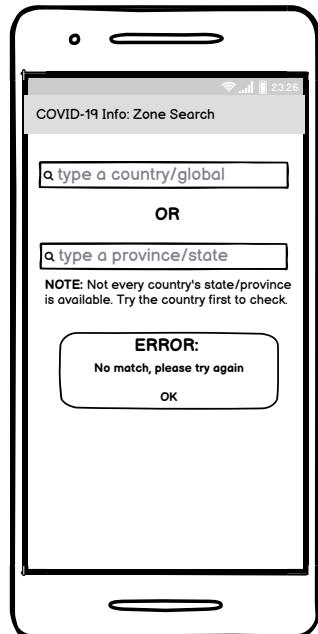 23:26
COVID-19 Info: Zone Search
type a country/global
OR
type a province/state
NOTE: Not every country's state/province
is available. Try the country first to check.
ERROR:
No match, please try again
OK